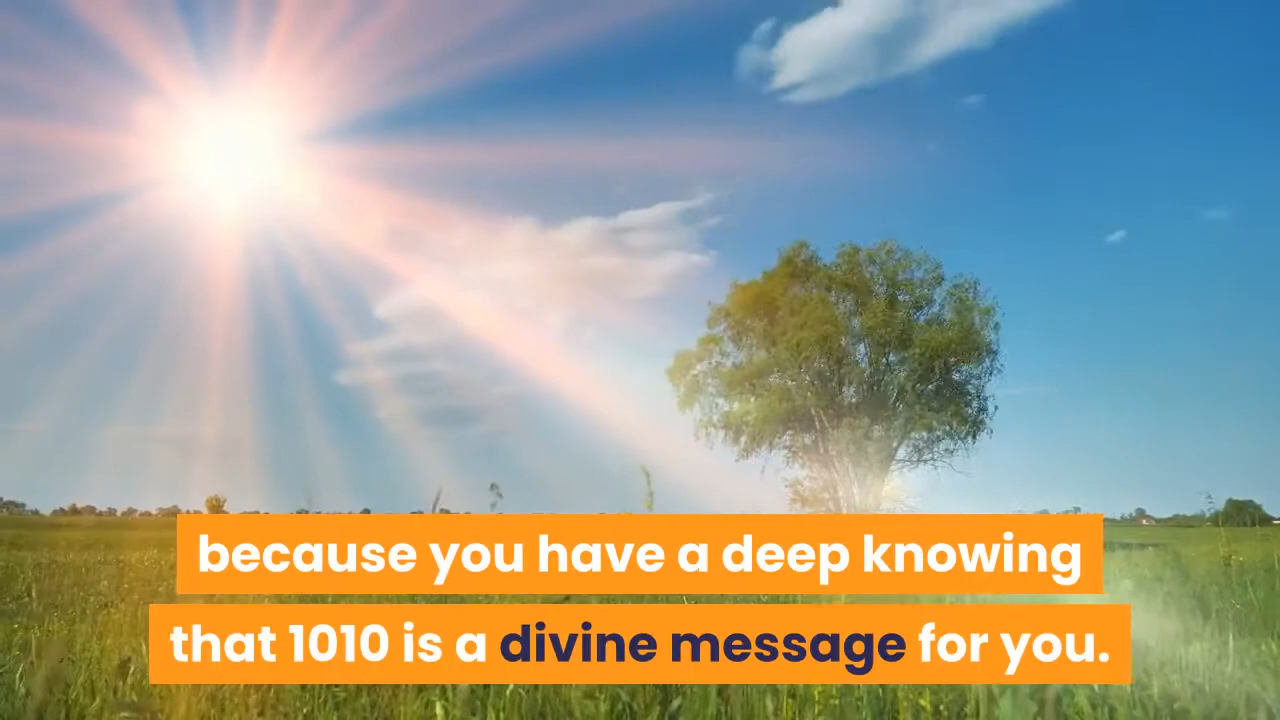 because you have a deep knowing
that 1010 is a divine message for you.